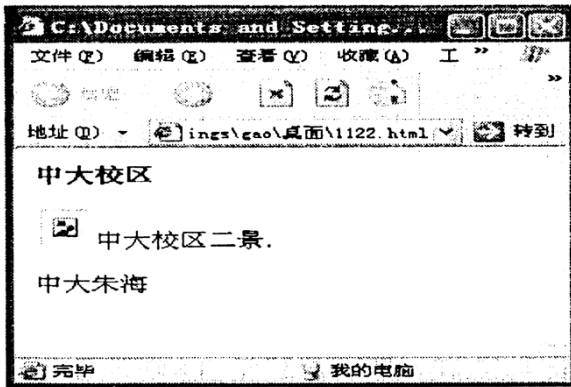 C:\Documents and Setting...
文件(F) 编辑(E) 查看(V) 收藏(A) 工 »
»
地址(D) ings\gao\桌面\1122.html 转到
中大校区
中大校区二景.
中大朱海
完毕 我的电脑